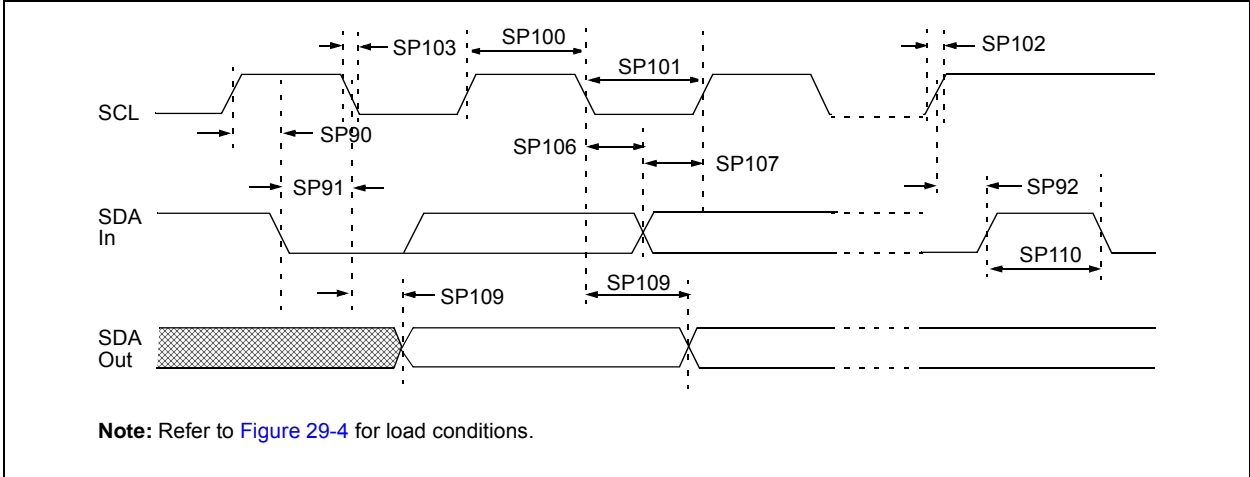 SP103
SP100
SP102
SP101
SCL
SP90
SP106
SP107
SP91
SP92
SDA
In
SP110
SP109
SP109
SDA
Out
Note: Refer to Figure 29-4 for load conditions.